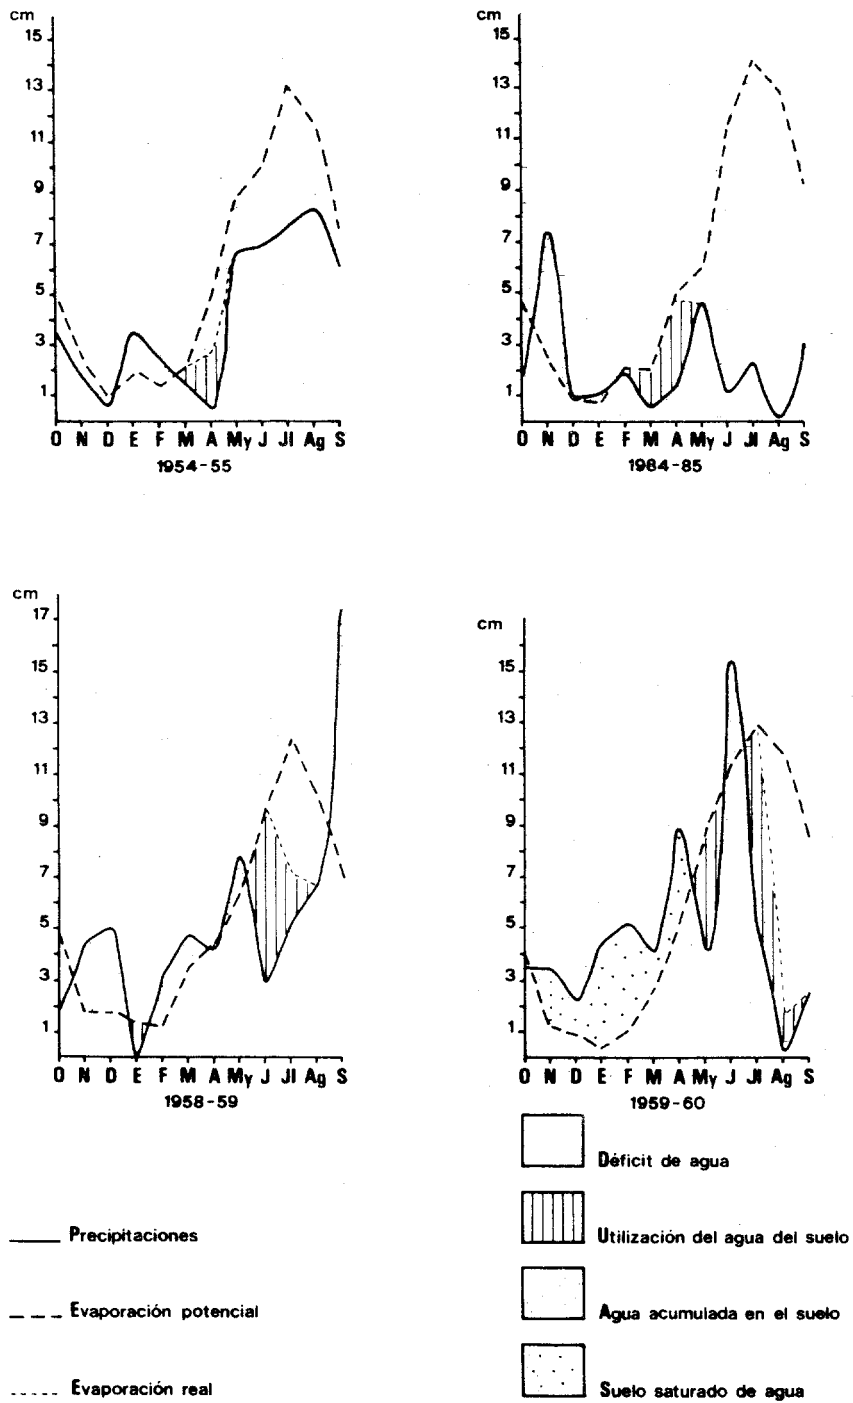 cm
15
13
11
9
7
5
3
1
O N D E F M A My J Jl Ag S
1954-55
cm
15
13
11
9
7
5
3
1
O N D E F M A My J Jl Ag S
1984-85
cm
17
15
13
11
9
7
5
3
1
O N D E F M A My J Jl Ag S
1958-59
cm
15
13
11
9
7
5
3
1
O N D E F M A My J Jl Ag S
1959-60
Precipitaciones
Evaporación potencial
Evaporación real
Déficit de agua
Utilización del agua del suelo
Agua acumulada en el suelo
Suelo saturado de agua